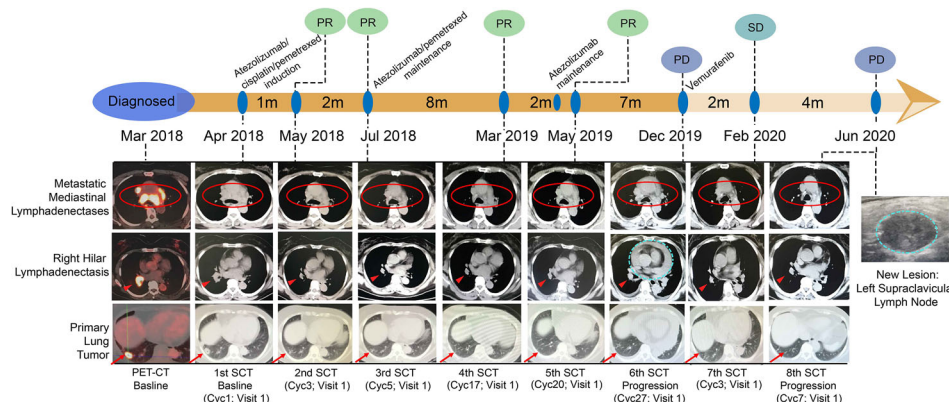 PR
PR
PR
PR
SD
PD
PD
Atezolizumab/
cisplatin/pemetrexed
induction
Atezolizumab/pemetrexed
maintenance
Atezolizumab
maintenance
Vemurafenib
Diagnosed
1m
2m
8m
2m
7m
2m
4m
Mar 2018
Apr 2018
May 2018
Jul 2018
Mar 2019
May 2019
Dec 2019
Feb 2020
Jun 2020
Metastatic
Mediastinal
Lymphadenectases
Right Hilar
Lymphadenectasis
Primary
Lung
Tumor
New Lesion:
Left Supraclavicular
Lymph Node
PET-CT
Basline
1st SCT
Basline
(Cyc1; Visit 1)
2nd SCT
(Cyc3; Visit 1)
3rd SCT
(Cyc5; Visit 1)
4th SCT
(Cyc17; Visit 1)
5th SCT
(Cyc20; Visit 1)
6th SCT
Progression
(Cyc27; Visit 1)
7th SCT
(Cyc3; Visit 1)
8th SCT
Progression
(Cyc7; Visit 1)